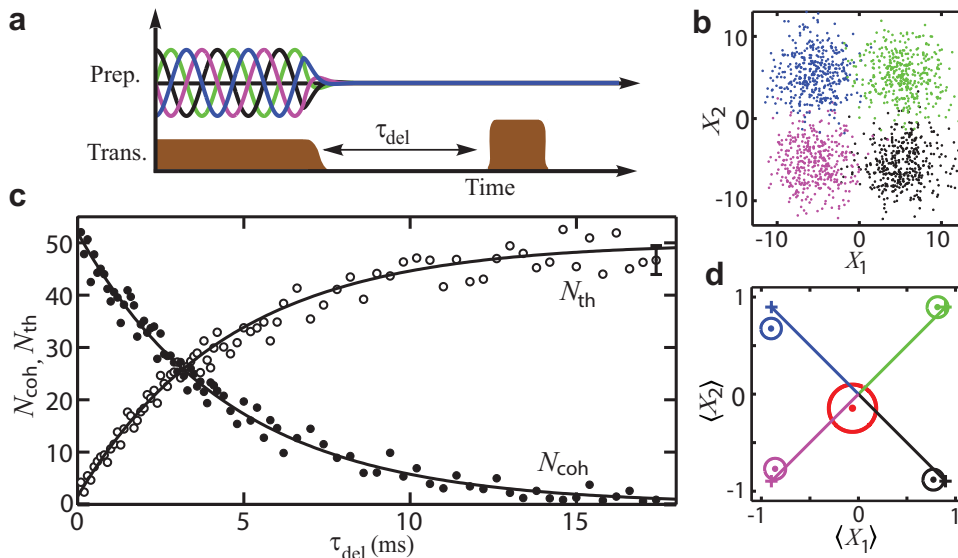 a
Prep.
Trans.
τdel
Time
b
X2
10
0
-10
-10
0
10
X1
c
Ncoh, Nth
50
40
30
20
10
0
0
5
10
15
τdel (ms)
Nth
Ncoh
d
⟨X2⟩
1
0
-1
-1
0
1
⟨X1⟩